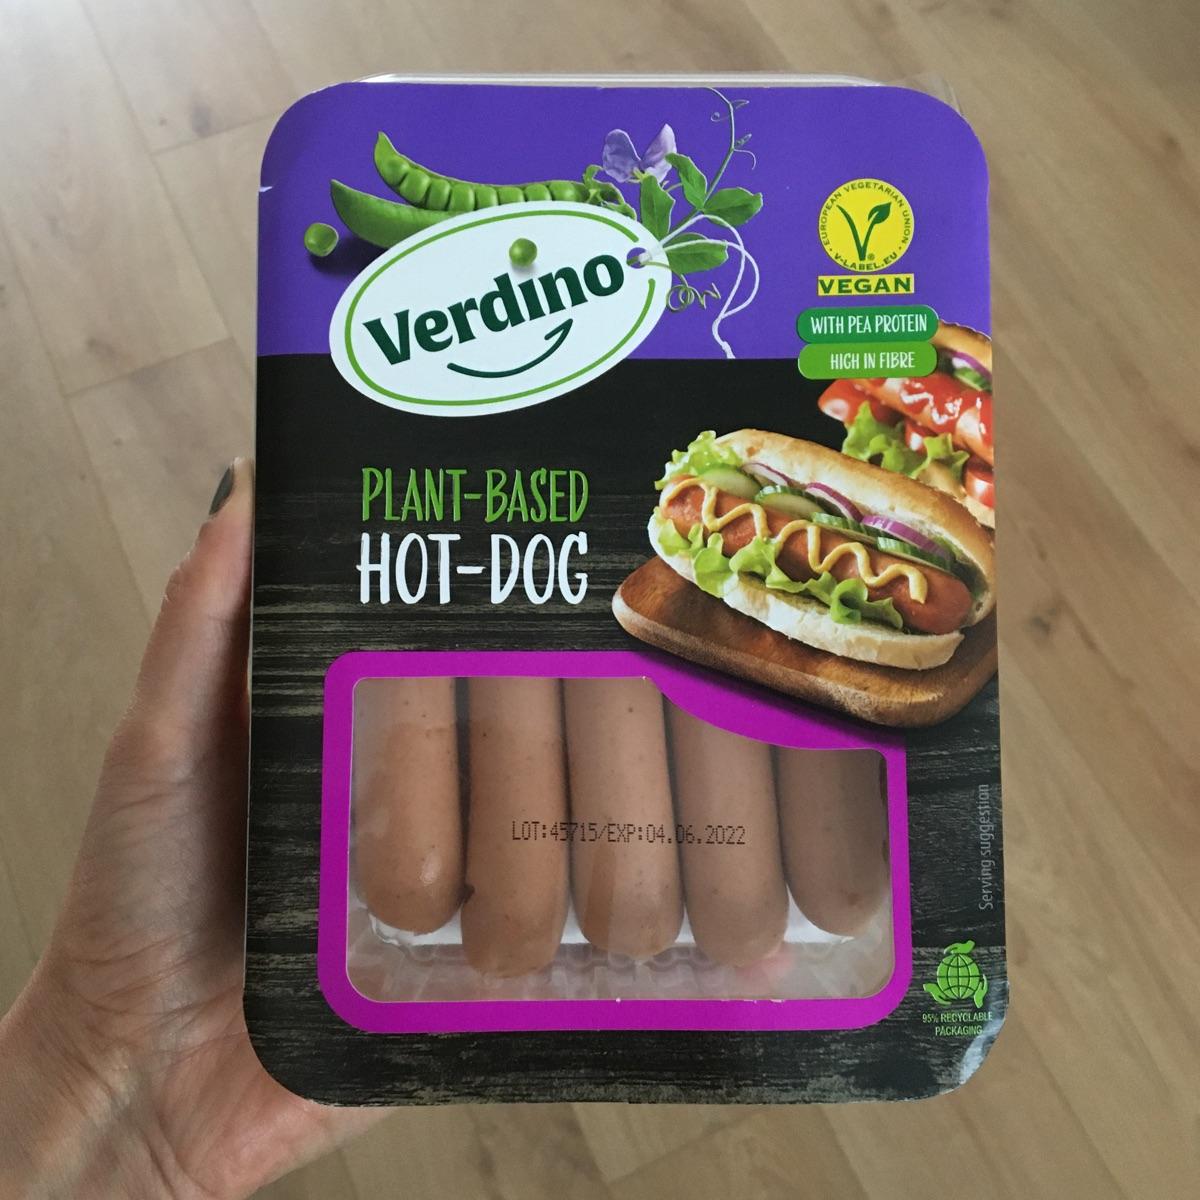 Verdino
EUROPEAN VEGETARIAN UNION
V-LABEL.EU
VEGAN
WITH PEA PROTEIN
HIGH IN FIBRE
PLANT-BASED
HOT-DOG
LOT:45715/EXP:04.06.2022
Serving suggestion
95% RECYCLABLE
PACKAGING